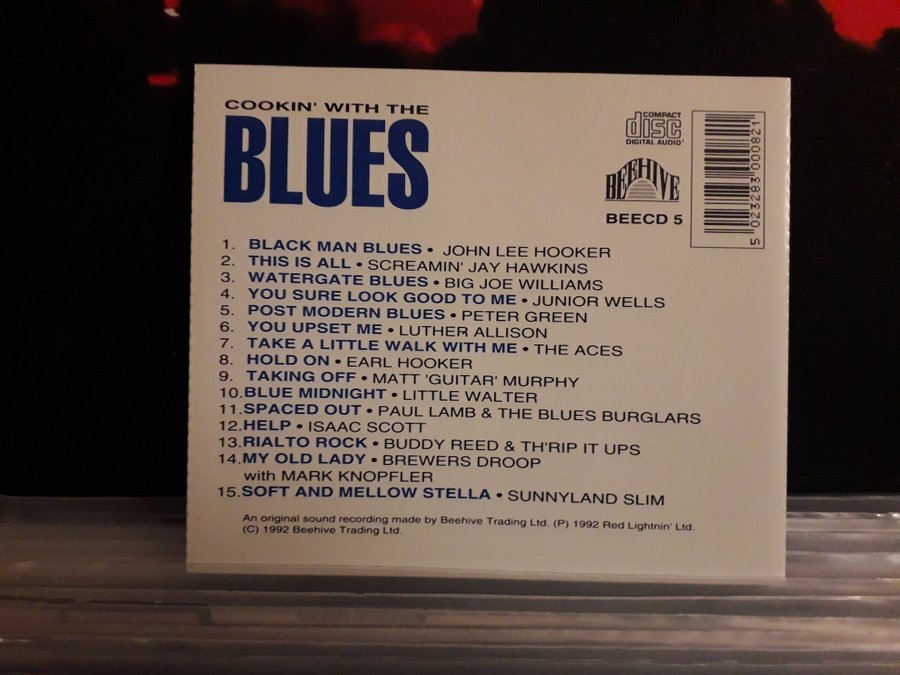 COOKIN' WITH THE
BLUES
COMPACT
disc
DIGITAL AUDIO
BEEHIVE
BEECD 5
5 023283 000821
1. BLACK MAN BLUES • JOHN LEE HOOKER
2. THIS IS ALL • SCREAMIN' JAY HAWKINS
3. WATERGATE BLUES • BIG JOE WILLIAMS
4. YOU SURE LOOK GOOD TO ME • JUNIOR WELLS
5. POST MODERN BLUES • PETER GREEN
6. YOU UPSET ME • LUTHER ALLISON
7. TAKE A LITTLE WALK WITH ME • THE ACES
8. HOLD ON • EARL HOOKER
9. TAKING OFF • MATT 'GUITAR' MURPHY
10. BLUE MIDNIGHT • LITTLE WALTER
11. SPACED OUT • PAUL LAMB & THE BLUES BURGLARS
12. HELP • ISAAC SCOTT
13. RIALTO ROCK • BUDDY REED & TH'RIP IT UPS
14. MY OLD LADY • BREWERS DROOP
with MARK KNOPFLER
15. SOFT AND MELLOW STELLA • SUNNYLAND SLIM
An original sound recording made by Beehive Trading Ltd. (P) 1992 Red Lightnin' Ltd.
(C) 1992 Beehive Trading Ltd.